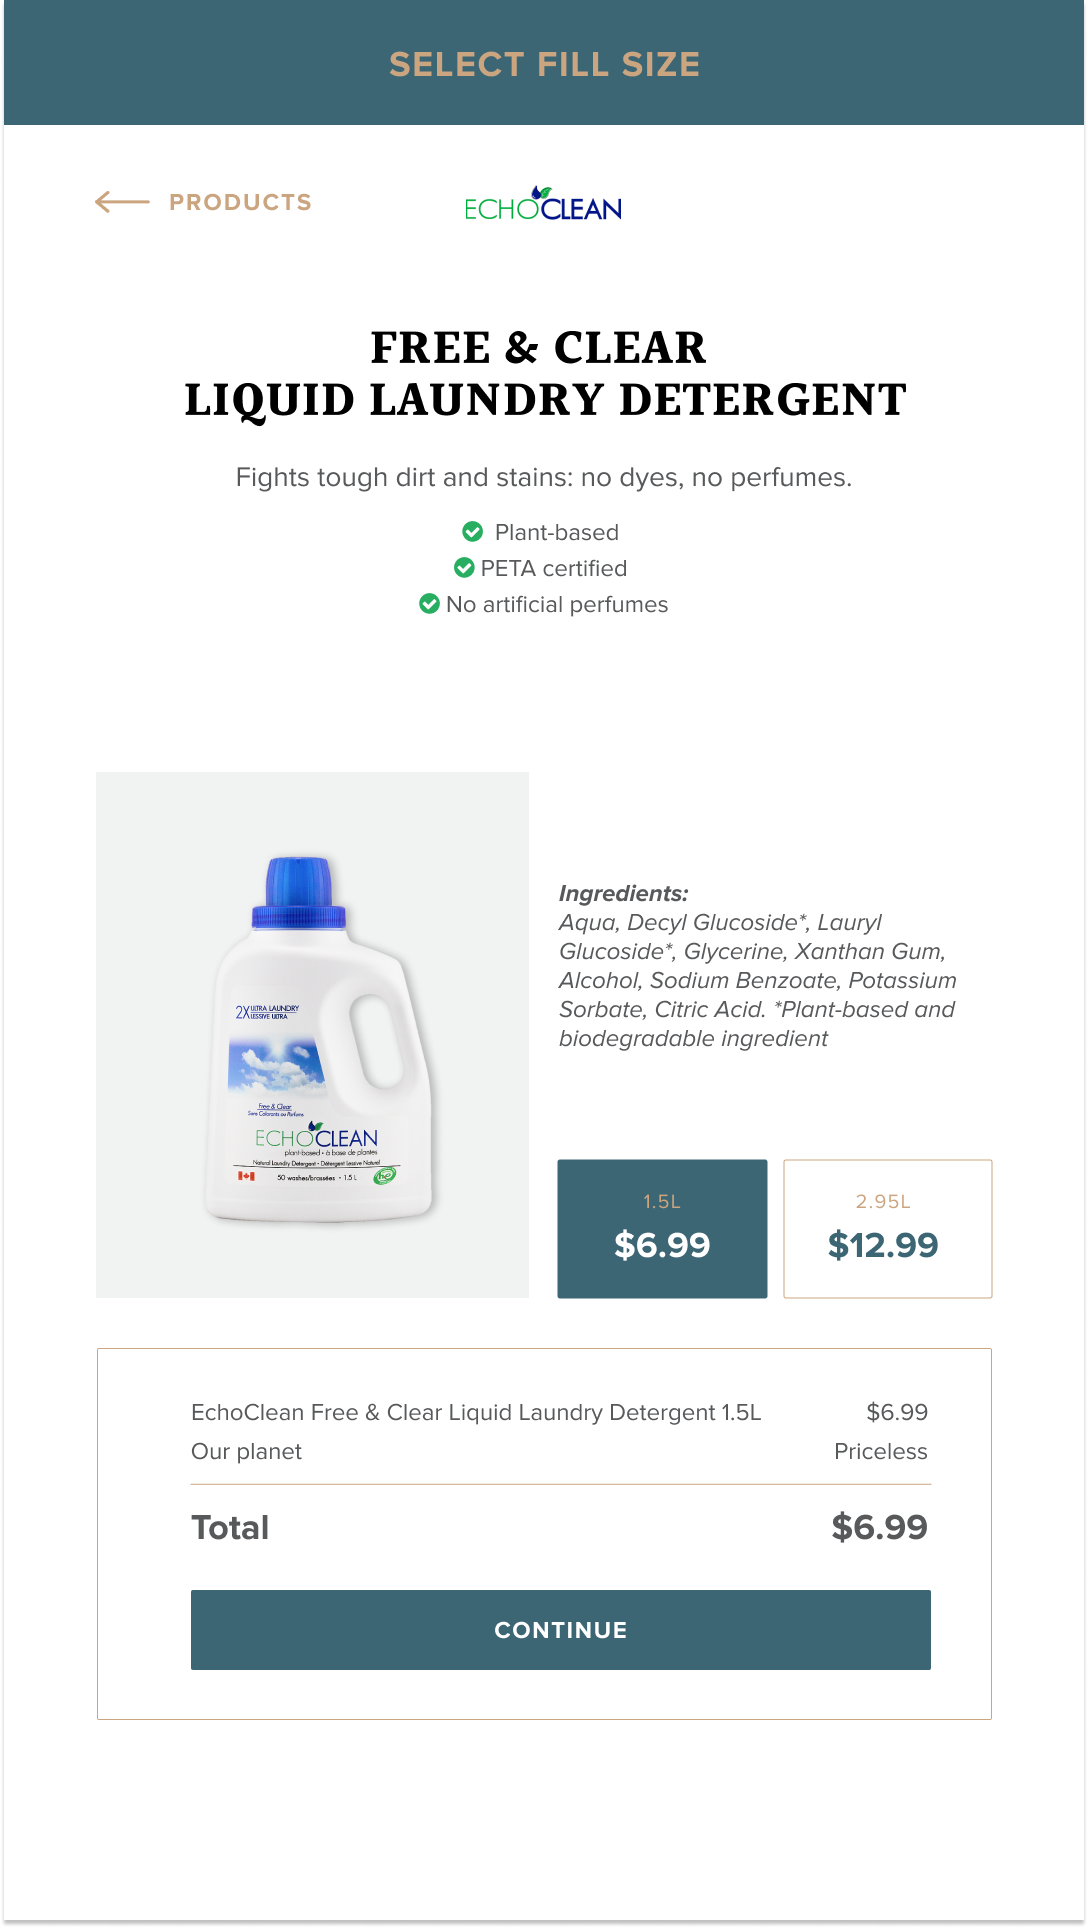 SELECT FILL SIZE
PRODUCTS
ECHOCLEAN
FREE & CLEAR
LIQUID LAUNDRY DETERGENT
Fights tough dirt and stains: no dyes, no perfumes.
Plant-based
PETA certified
No artificial perfumes
2X ULTRA LAUNDRY
LESSIVE ULTRA
Free & Clear
Sans Colorants ou Parfums
ECHOCLEAN
plant-based • à base de plantes
Natural Laundry Detergent • Détergent Lessive Naturel
50 washes/brassées • 1.5 L
he
Ingredients:
Aqua, Decyl Glucoside*, Lauryl
Glucoside*, Glycerine, Xanthan Gum,
Alcohol, Sodium Benzoate, Potassium
Sorbate, Citric Acid. *Plant-based and
biodegradable ingredient
1.5L
$6.99
2.95L
$12.99
EchoClean Free & Clear Liquid Laundry Detergent 1.5L $6.99
Our planet Priceless
Total $6.99
CONTINUE